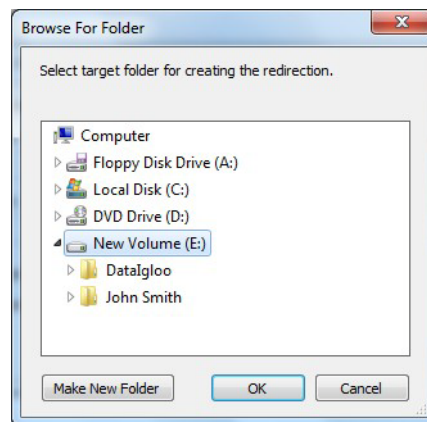 Browse For Folder
Select target folder for creating the redirection.
Computer
Floppy Disk Drive (A:)
Local Disk (C:)
DVD Drive (D:)
New Volume (E:)
DataIgloo
John Smith
Make New Folder OK Cancel